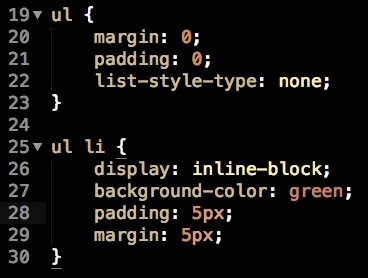 19 ul {
20     margin: 0;
21     padding: 0;
22     list-style-type: none;
23 }
24
25 ul li {
26     display: inline-block;
27     background-color: green;
28     padding: 5px;
29     margin: 5px;
30 }